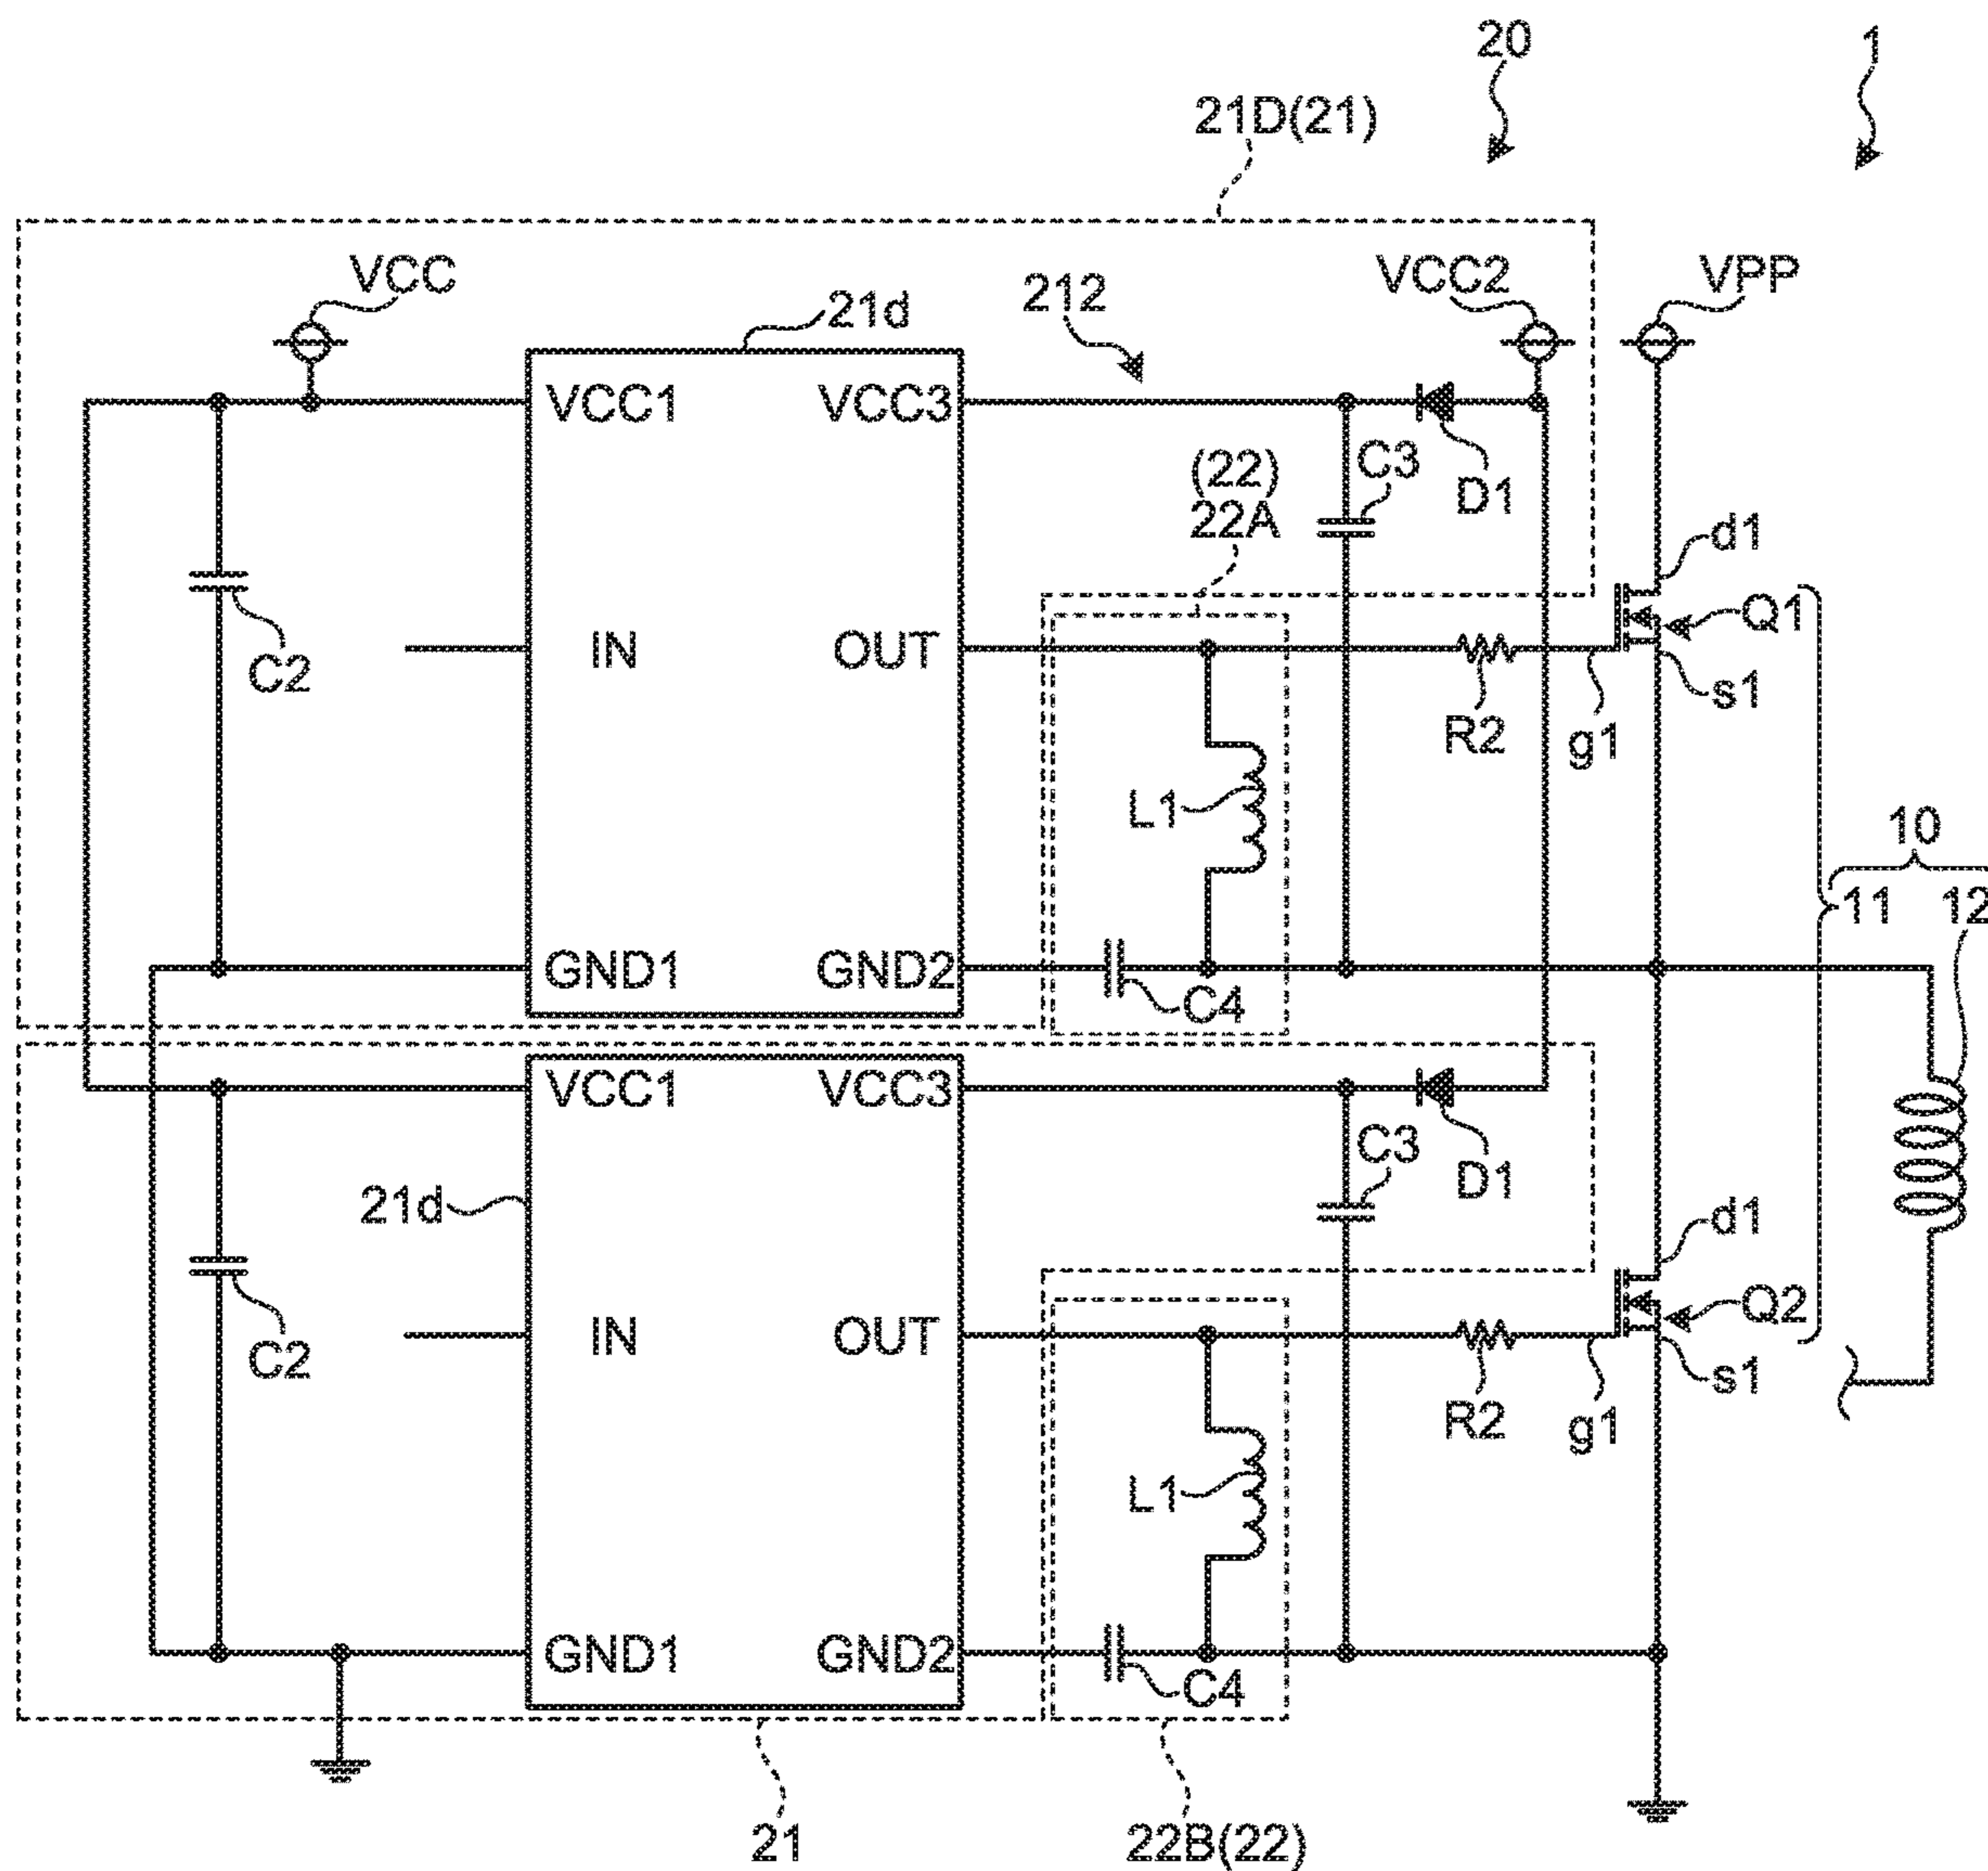 20
1
21D(21)
VCC
21d
212
VCC2
VPP
VCC1
VCC3
C3
D1
(22)
22A
d1
Q1
C2
IN
OUT
R2
g1
s1
L1
10
11
12
GND1
GND2
C4
VCC1
VCC3
C3
D1
21d
d1
Q2
C2
IN
OUT
R2
g1
s1
L1
GND1
GND2
C4
21
22B(22)